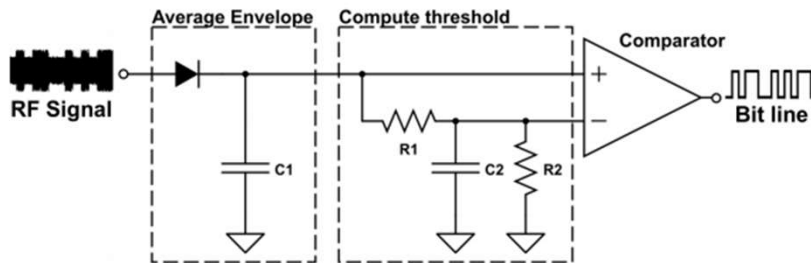 Average Envelope
Compute threshold
Comparator
RF Signal
+
−
Bit line
R1
C1
C2
R2